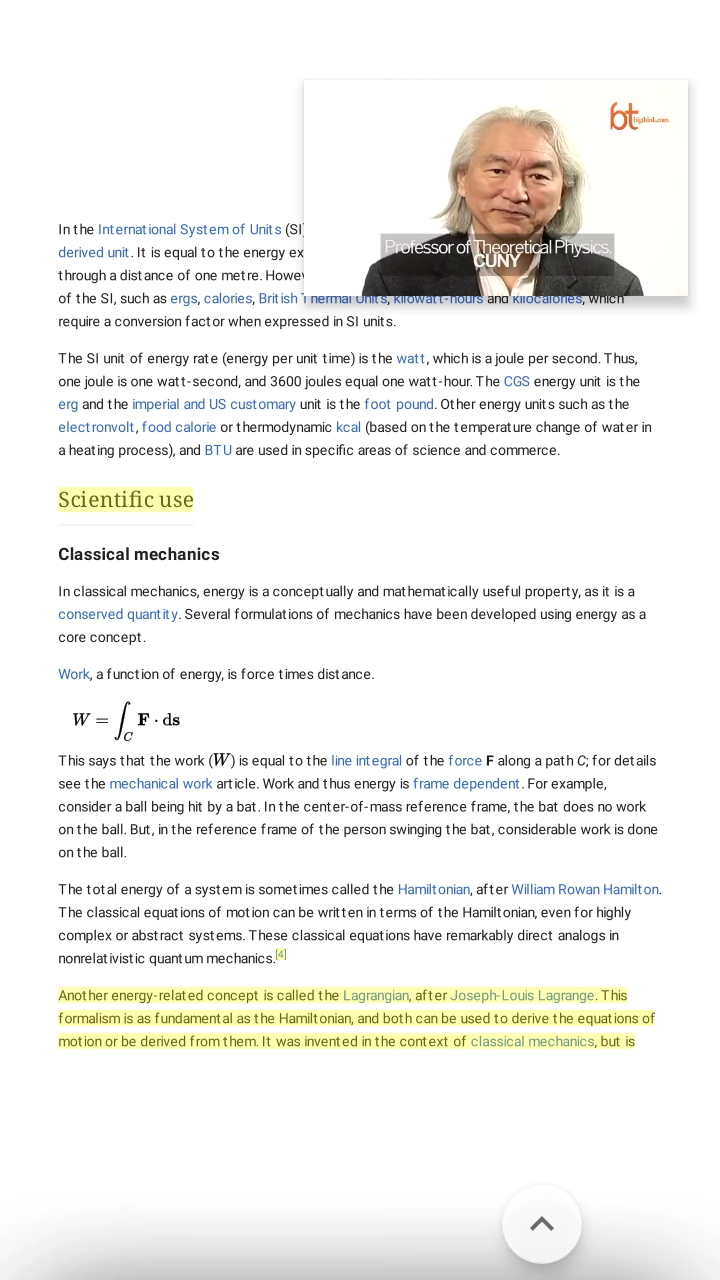 bt
bigthink.com
Professor of Theoretical Physics,
CUNY
In the International System of Units (SI)
derived unit. It is equal to the energy ex
through a distance of one metre. Howev
of the SI, such as ergs, calories, British Thermal Units, kilowatt-hours and kilocalories, which
require a conversion factor when expressed in SI units.
The SI unit of energy rate (energy per unit time) is the watt, which is a joule per second. Thus,
one joule is one watt-second, and 3600 joules equal one watt-hour. The CGS energy unit is the
erg and the imperial and US customary unit is the foot pound. Other energy units such as the
electronvolt, food calorie or thermodynamic kcal (based on the temperature change of water in
a heating process), and BTU are used in specific areas of science and commerce.
Scientific use
Classical mechanics
In classical mechanics, energy is a conceptually and mathematically useful property, as it is a
conserved quantity. Several formulations of mechanics have been developed using energy as a
core concept.
Work, a function of energy, is force times distance.
W = ∫_C F · ds
This says that the work (W) is equal to the line integral of the force F along a path C; for details
see the mechanical work article. Work and thus energy is frame dependent. For example,
consider a ball being hit by a bat. In the center-of-mass reference frame, the bat does no work
on the ball. But, in the reference frame of the person swinging the bat, considerable work is done
on the ball.
The total energy of a system is sometimes called the Hamiltonian, after William Rowan Hamilton.
The classical equations of motion can be written in terms of the Hamiltonian, even for highly
complex or abstract systems. These classical equations have remarkably direct analogs in
nonrelativistic quantum mechanics.[4]
Another energy-related concept is called the Lagrangian, after Joseph-Louis Lagrange. This
formalism is as fundamental as the Hamiltonian, and both can be used to derive the equations of
motion or be derived from them. It was invented in the context of classical mechanics, but is